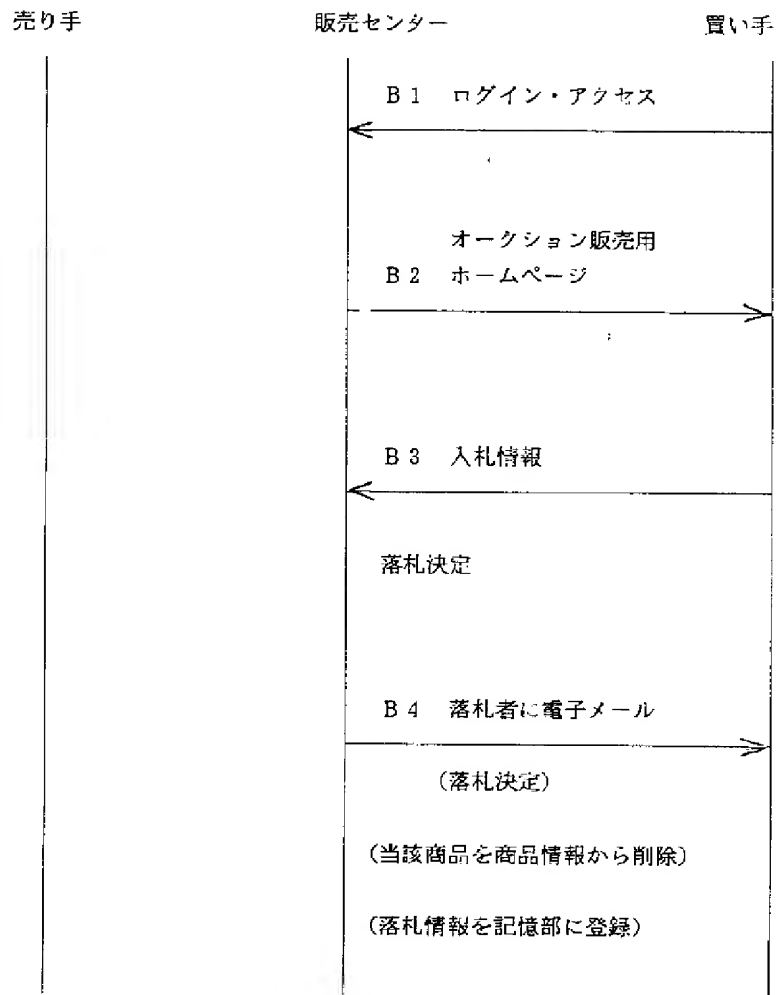 売り手 販売センター 買い手
B1 ログイン・アクセス
オークション販売用
B2 ホームページ
B3 入札情報
落札決定
B4 落札者に電子メール
(落札決定)
(当該商品を商品情報から削除)
(落札情報を記憶部に登録)